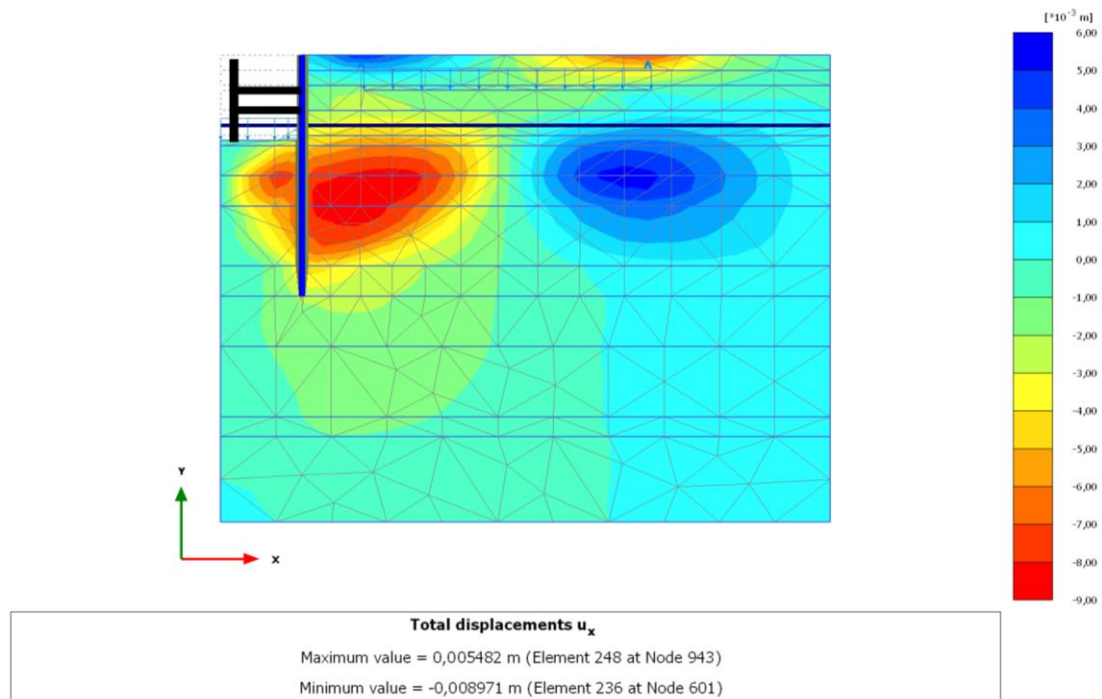 [*10-3 m]
6,00
5,00
4,00
3,00
2,00
1,00
0,00
-1,00
-2,00
-3,00
-4,00
-5,00
-6,00
-7,00
-8,00
-9,00
A
Y
X
Total displacements ux
Maximum value = 0,005482 m (Element 248 at Node 943)
Minimum value = -0,008971 m (Element 236 at Node 601)